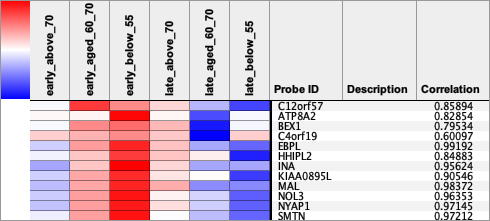 early_above_70
early_aged_60_70
early_below_55
late_above_70
late_aged_60_70
late_below_55
Probe ID Description Correlation
C12orf57 0.85894
ATP8A2 0.82854
BEX1 0.79534
C4orf19 0.60097
EBPL 0.99192
HHIPL2 0.84883
INA 0.95624
KIAA0895L 0.90546
MAL 0.98372
NOL3 0.96353
NYAP1 0.97145
SMTN 0.97212